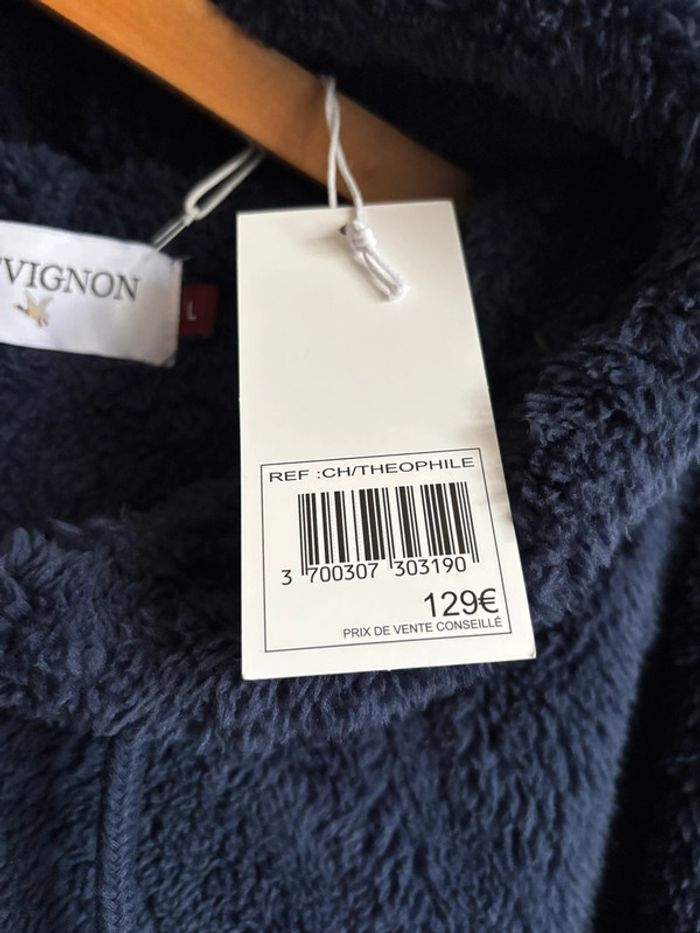 VIGNON
L
REF :CH/THEOPHILE
3 700307 303190
129€
PRIX DE VENTE CONSEILLÉ